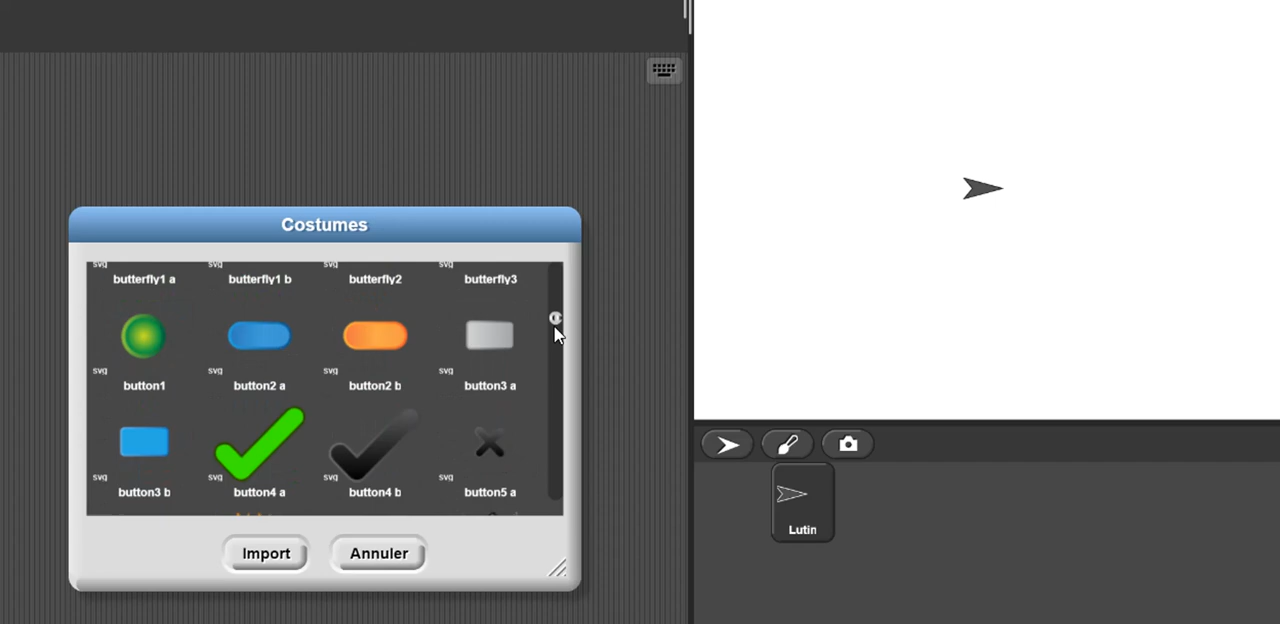 Costumes
svg svg svg svg
butterfly1 a butterfly1 b butterfly2 butterfly3
svg svg svg svg
button1 button2 a button2 b button3 a
svg svg svg svg
button3 b button4 a button4 b button5 a
Import Annuler
Lutin